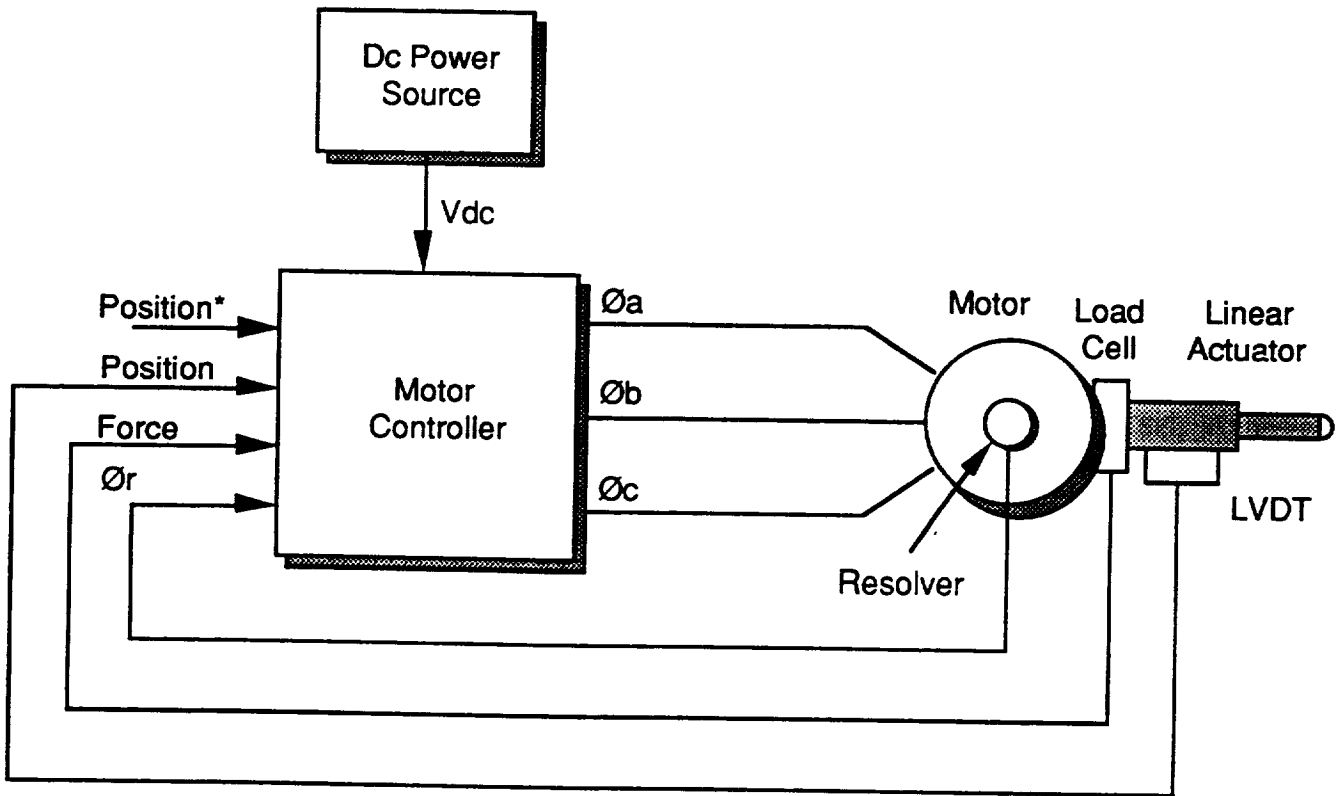 Dc Power
Source
Vdc
Position*
Position
Force
Ør
Motor
Controller
Øa
Øb
Øc
Motor
Load
Cell
Linear
Actuator
LVDT
Resolver